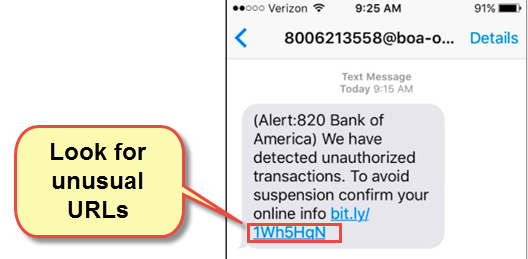 Verizon 9:25 AM 91%
8006213558@boa-o... Details
Text Message
Today 9:15 AM
(Alert:820 Bank of
America) We have
detected unauthorized
transactions. To avoid
suspension confirm your
online info bit.ly/
1Wh5HgN
Look for
unusual
URLs